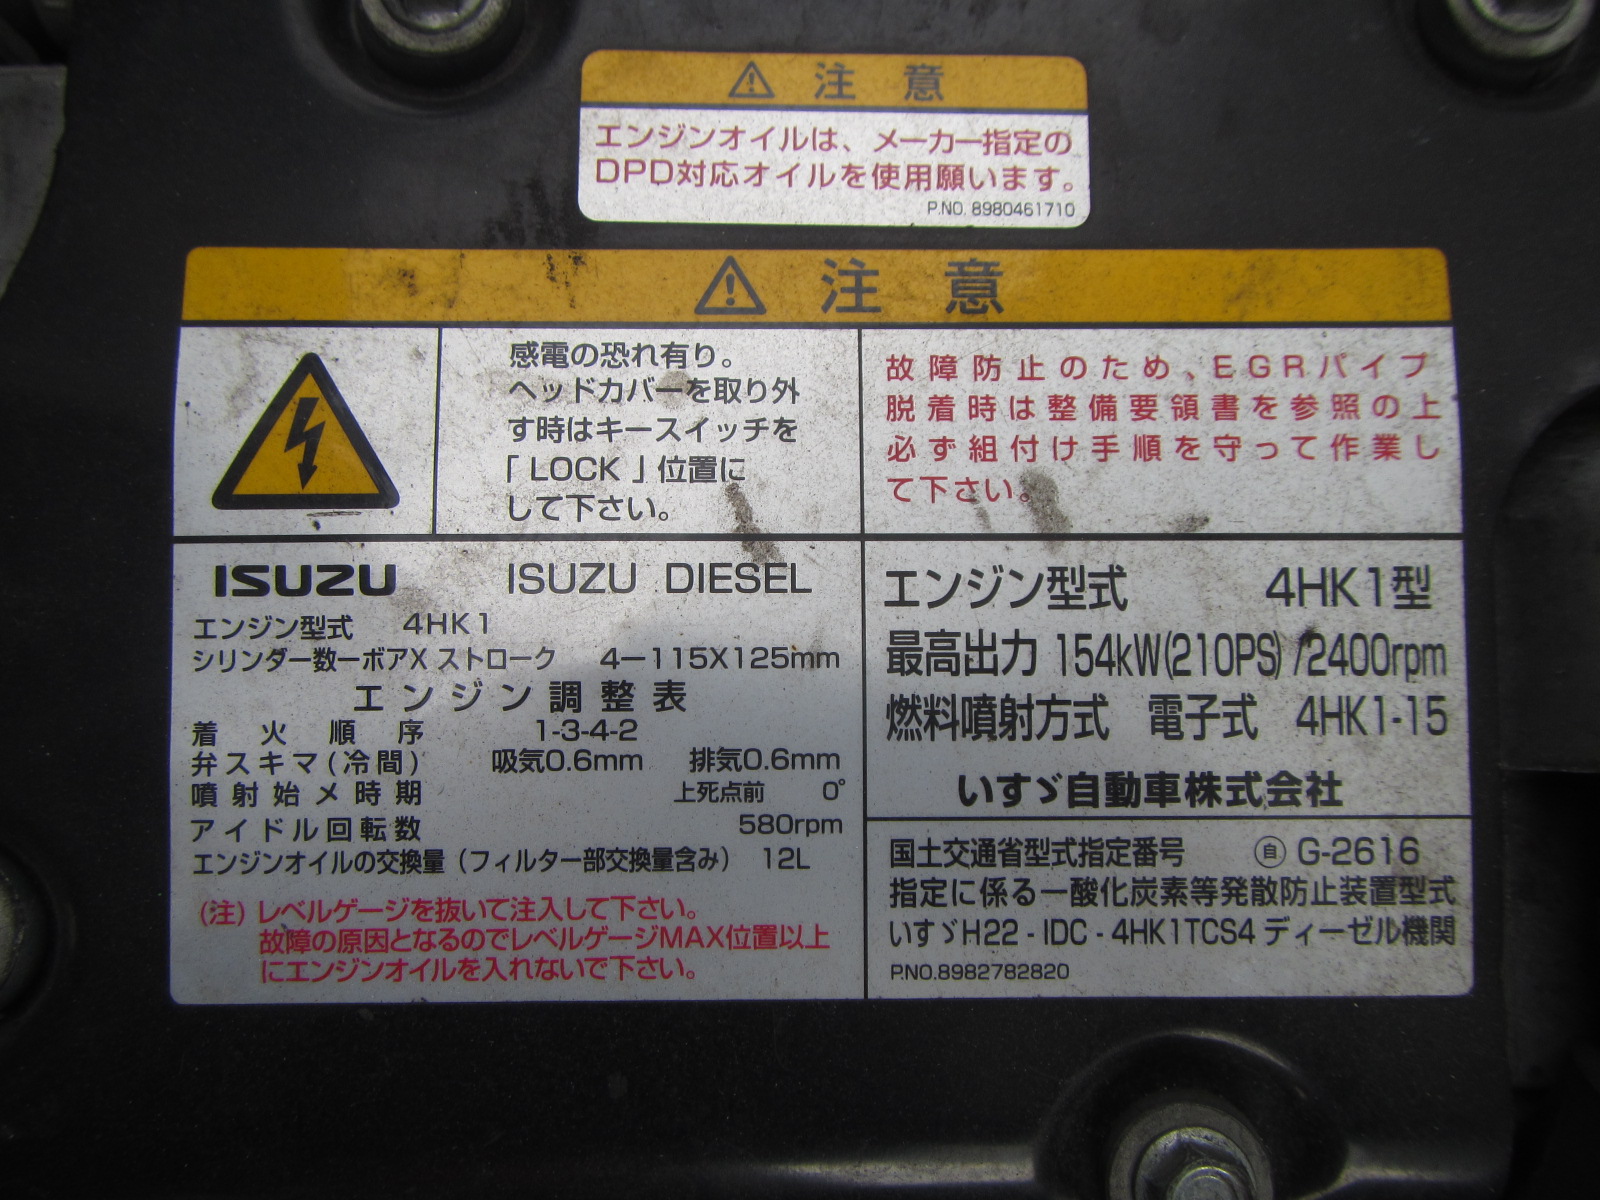 注意
エンジンオイルは、メーカー指定の
DPD対応オイルを使用願います。
P.NO. 8980461710
注意
感電の恐れ有り。
ヘッドカバーを取り外
す時はキースイッチを
「LOCK」位置に
して下さい。
故障防止のため、EGRパイプ
脱着時は整備要領書を参照の上
必ず組付け手順を守って作業し
て下さい。
ISUZU ISUZU DIESEL
エンジン型式 4HK1
シリンダー数ーボアX ストローク 4ー115X125mm
エンジン調整表
着火順序 1-3-4-2
弁スキマ(冷間) 吸気0.6mm 排気0.6mm
噴射始メ時期 上死点前 0°
アイドル回転数 580rpm
エンジンオイルの交換量(フィルター部交換量含み) 12L
(注)レベルゲージを抜いて注入して下さい。
故障の原因となるのでレベルゲージMAX位置以上
にエンジンオイルを入れないで下さい。
エンジン型式 4HK1型
最高出力 154kW(210PS)/2400rpm
燃料噴射方式 電子式 4HK1-15
いすゞ自動車株式会社
国土交通省型式指定番号 ㊐ G-2616
指定に係る一酸化炭素等発散防止装置型式
いすゞH22-IDC-4HK1TCS4 ディーゼル機関
P.NO.8982782820